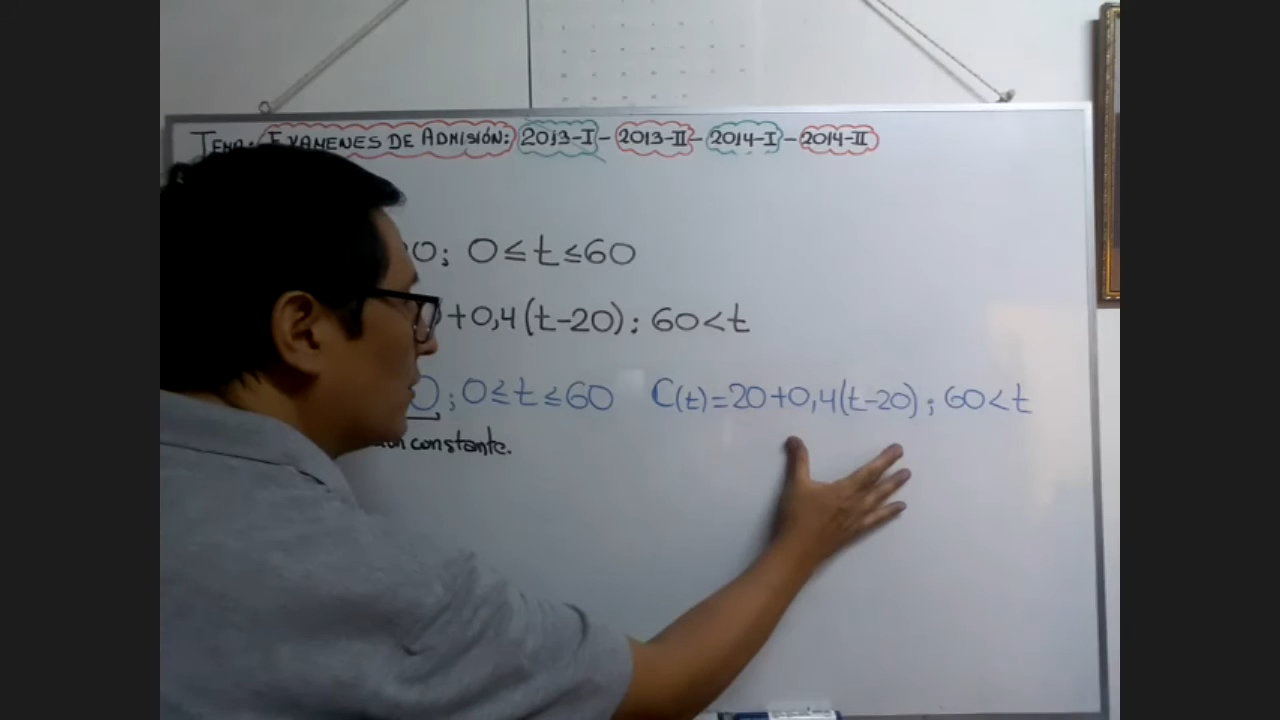 TEMA: EXAMENES DE ADMISIÓN: 2013-I - 2013-II - 2014-I - 2014-II
0; 0≤t≤60
+0,4(t-20); 60<t
0; 0≤t≤60 C(t)=20+0,4(t-20); 60<t
constante.